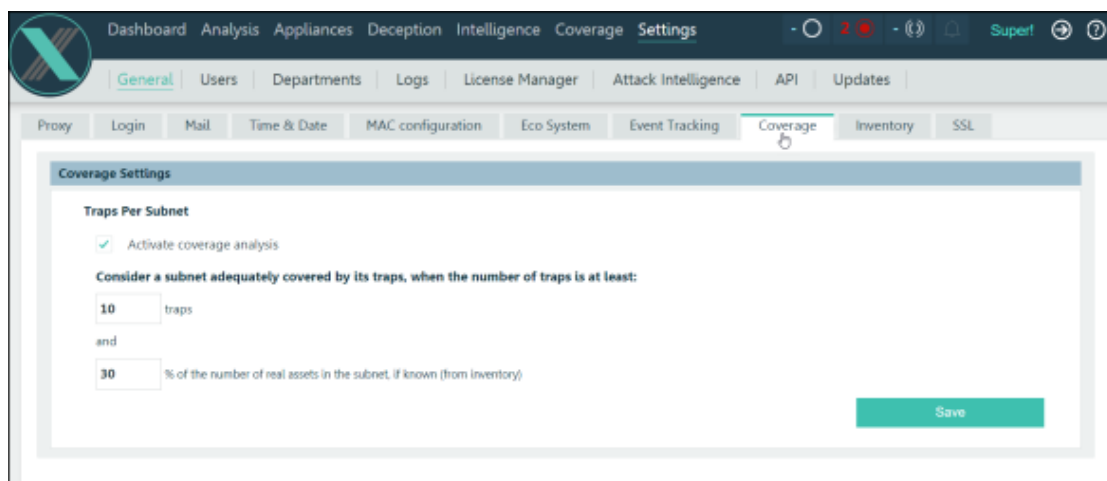 Dashboard Analysis Appliances Deception Intelligence Coverage Settings - 2 - Super!
General Users Departments Logs License Manager Attack Intelligence API Updates
Proxy Login Mail Time & Date MAC configuration Eco System Event Tracking Coverage Inventory SSL
Coverage Settings
Traps Per Subnet
Activate coverage analysis
Consider a subnet adequately covered by its traps, when the number of traps is at least:
10 traps
and
30 % of the number of real assets in the subnet, if known (from inventory)
Save